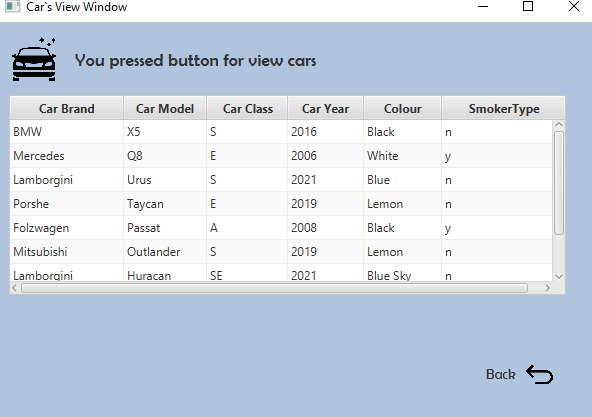 Car`s View Window
You pressed button for view cars
Car Brand Car Model Car Class Car Year Colour SmokerType
BMW X5 S 2016 Black n
Mercedes Q8 E 2006 White y
Lamborgini Urus S 2021 Blue n
Porshe Taycan E 2019 Lemon n
Folzwagen Passat A 2008 Black y
Mitsubishi Outlander S 2019 Lemon n
Lamborgini Huracan SE 2021 Blue Sky n
Back